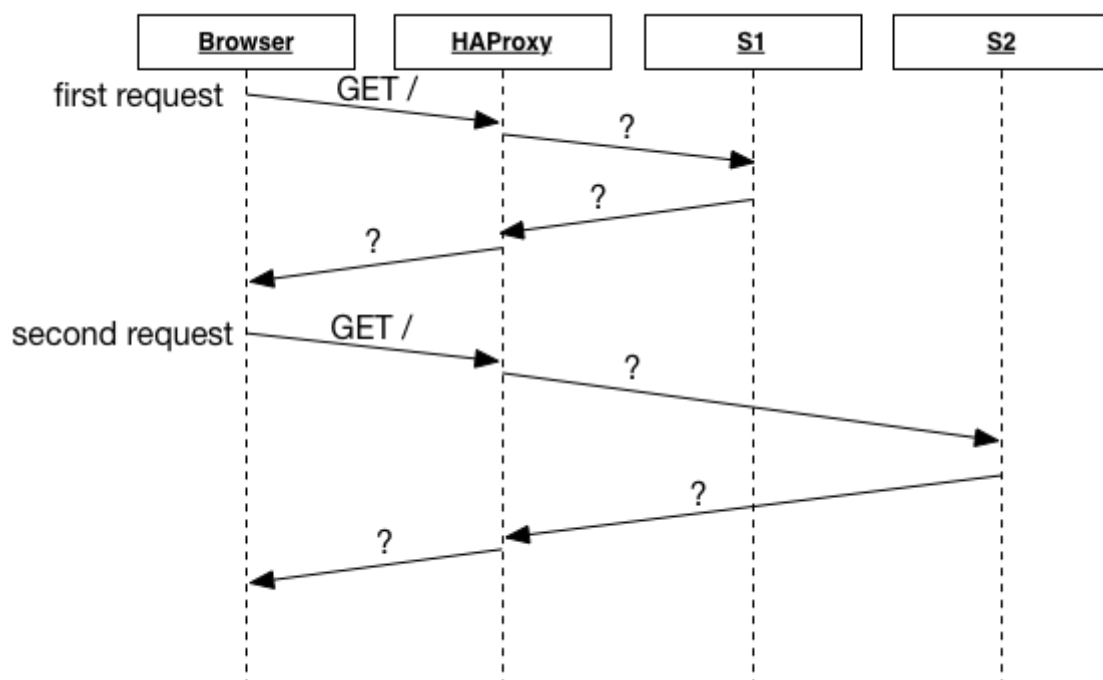 Browser HAProxy S1 S2
first request GET /
?
?
?
second request GET /
?
?
?